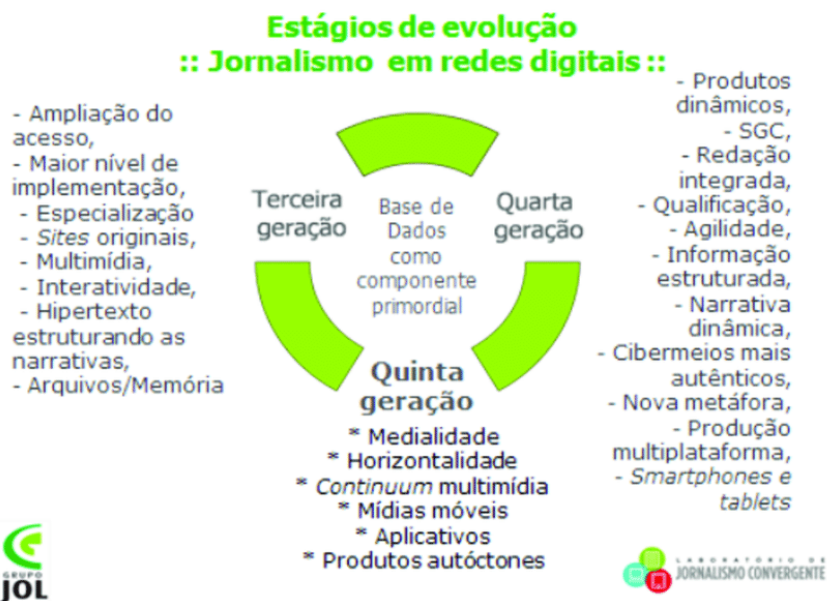 Estágios de evolução
:: Jornalismo em redes digitais ::
- Ampliação do
acesso,
- Maior nível de
implementação,
- Especialização
- Sites originais,
- Multimídia,
- Interatividade,
- Hipertexto
estruturando as
narrativas,
- Arquivos/Memória
Terceira
geração
Base de
Dados
como
componente
primordial
Quarta
geração
- Produtos
dinâmicos,
- SGC,
- Redação
integrada,
- Qualificação,
- Agilidade,
- Informação
estruturada,
- Narrativa
dinâmica,
- Cibermeios mais
autênticos,
- Nova metáfora,
- Produção
multiplataforma,
- Smartphones e
tablets
Quinta
geração
* Medialidade
* Horizontalidade
* Continuum multimídia
* Mídias móveis
* Aplicativos
* Produtos autóctones
GRUPO
JOL
LABORATÓRIO DE
JORNALISMO CONVERGENTE